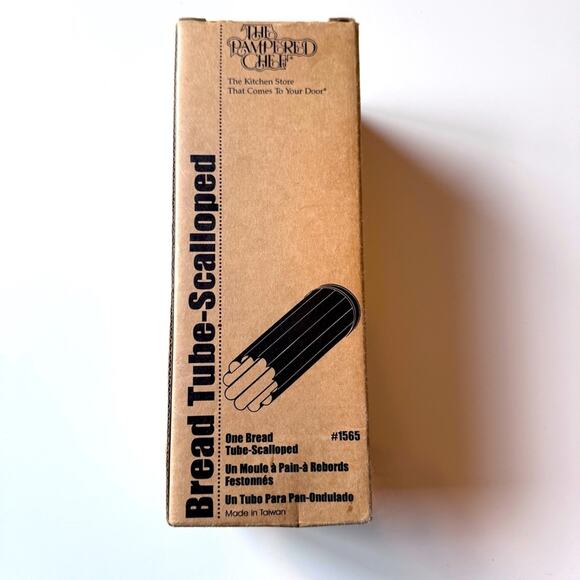 THE
PAMPERED
CHEF®
The Kitchen Store
That Comes To Your Door®
Bread Tube-Scalloped
One Bread #1565
Tube-Scalloped
Un Moule à Pain-à Rebords
Festonnés
Un Tubo Para Pan-Ondulado
Made in Taiwan